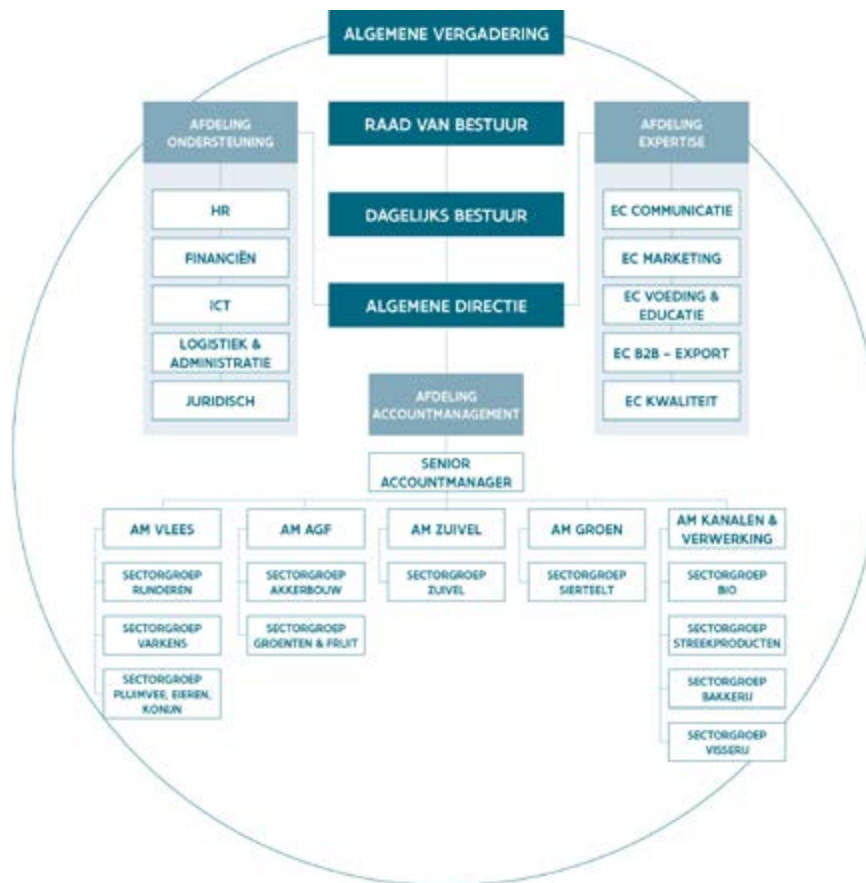 ALGEMENE VERGADERING
RAAD VAN BESTUUR
DAGELIJKS BESTUUR
ALGEMENE DIRECTIE
AFDELING
ONDERSTEUNING
HR
FINANCIËN
ICT
LOGISTIEK &
ADMINISTRATIE
JURIDISCH
AFDELING
EXPERTISE
EC COMMUNICATIE
EC MARKETING
EC VOEDING &
EDUCATIE
EC B2B – EXPORT
EC KWALITEIT
AFDELING
ACCOUNTMANAGEMENT
SENIOR
ACCOUNTMANAGER
AM VLEES
SECTORGROEP
RUNDEREN
SECTORGROEP
VARKENS
SECTORGROEP
PLUIMVEE, EIEREN,
KONIJN
AM AGF
SECTORGROEP
AKKERBOUW
SECTORGROEP
GROENTEN & FRUIT
AM ZUIVEL
SECTORGROEP
ZUIVEL
AM GROEN
SECTORGROEP
SIERTEELT
AM KANALEN &
VERWERKING
SECTORGROEP
BIO
SECTORGROEP
STREEKPRODUCTEN
SECTORGROEP
BAKKERIJ
SECTORGROEP
VISSERIJ